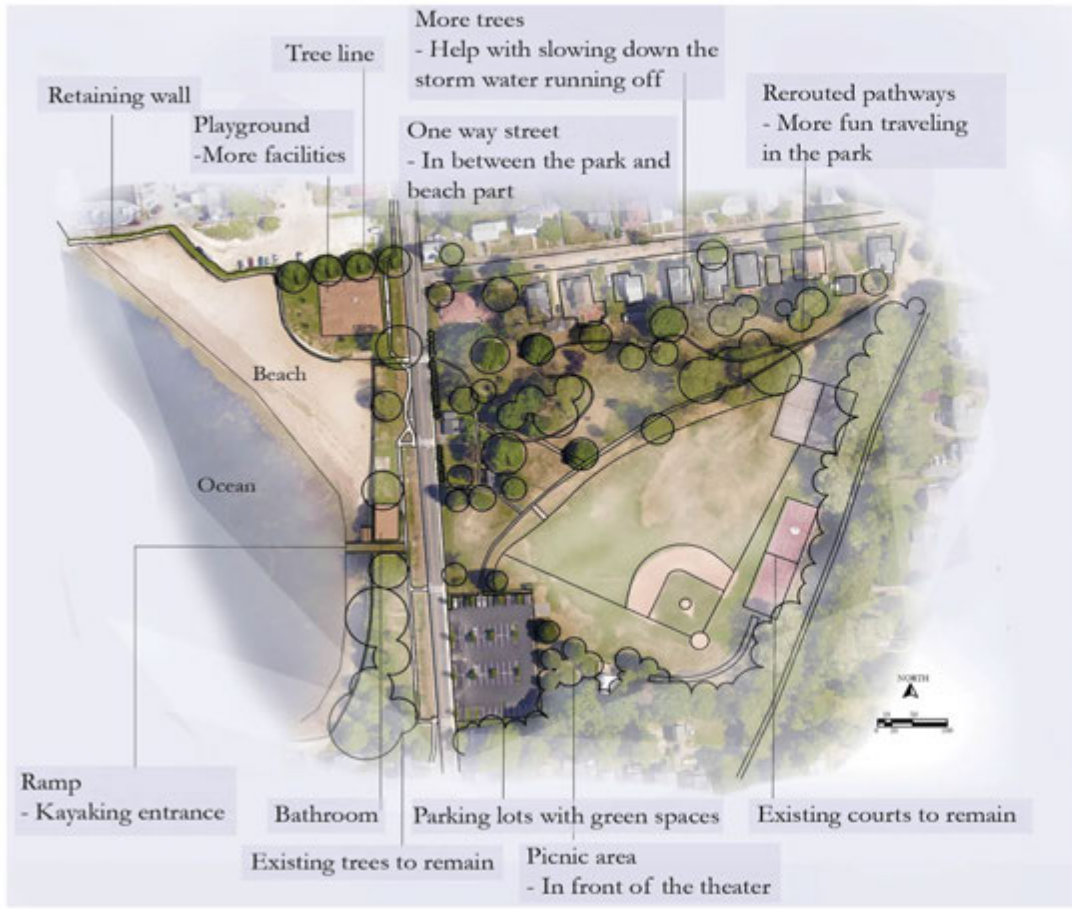 More trees
- Help with slowing down the
storm water running off
Tree line
Retaining wall
Playground
-More facilities
One way street
- In between the park and
beach part
Rerouted pathways
- More fun traveling
in the park
Beach
Ocean
NORTH
Ramp
- Kayaking entrance
Bathroom
Parking lots with green spaces
Existing courts to remain
Existing trees to remain
Picnic area
- In front of the theater